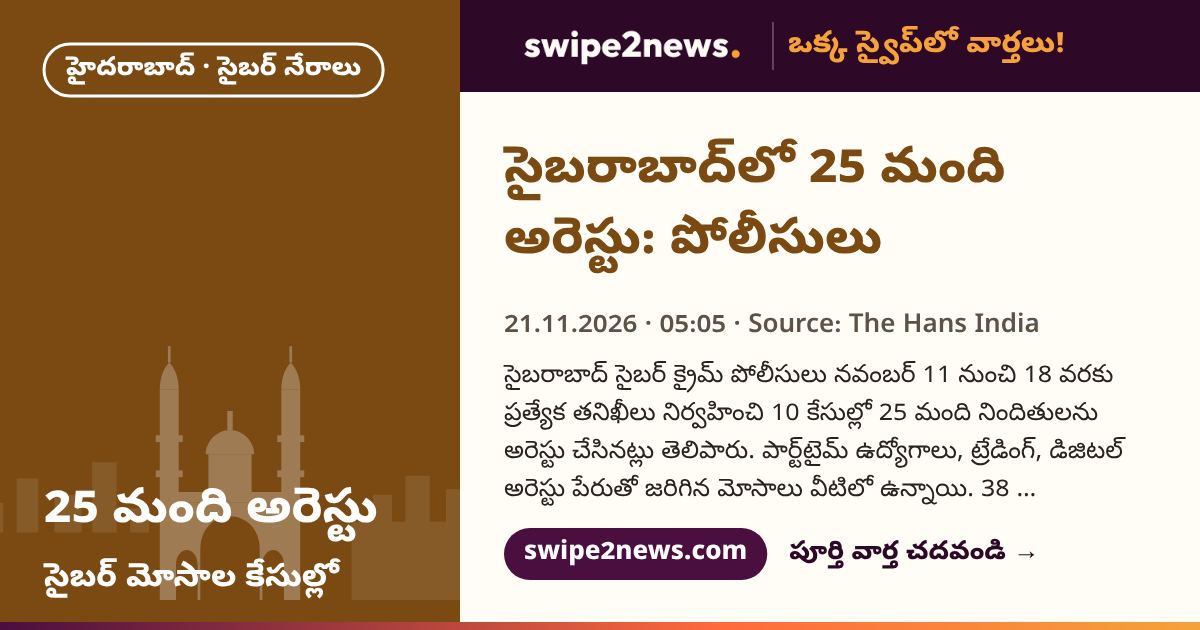 హైదరాబాద్ · సైబర్ నేరాలు
25 మంది అరెస్టు
సైబర్ మోసాల కేసుల్లో
swipe2news.
ఒక్క స్వైప్‌లో వార్తలు!
సైబరాబాద్‌లో 25 మంది
అరెస్టు: పోలీసులు
21.11.2026 · 05:05 · Source: The Hans India
సైబరాబాద్ సైబర్ క్రైమ్ పోలీసులు నవంబర్ 11 నుంచి 18 వరకు
ప్రత్యేక తనిఖీలు నిర్వహించి 10 కేసుల్లో 25 మంది నిందితులను
అరెస్టు చేసినట్లు తెలిపారు. పార్ట్‌టైమ్ ఉద్యోగాలు, ట్రేడింగ్, డిజిటల్
అరెస్టు పేరుతో జరిగిన మోసాలు వీటిలో ఉన్నాయి. 38 ...
swipe2news.com
పూర్తి వార్త చదవండి →